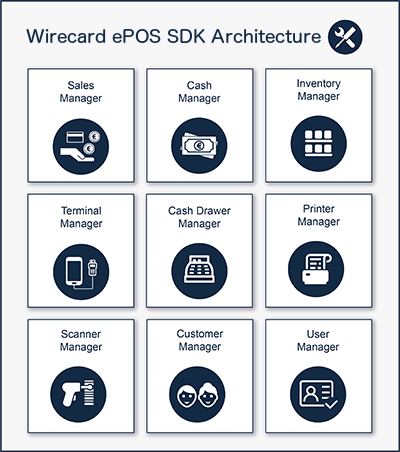 Wirecard ePOS SDK Architecture
Sales
Manager
Cash
Manager
Inventory
Manager
Terminal
Manager
Cash Drawer
Manager
Printer
Manager
Scanner
Manager
Customer
Manager
User
Manager